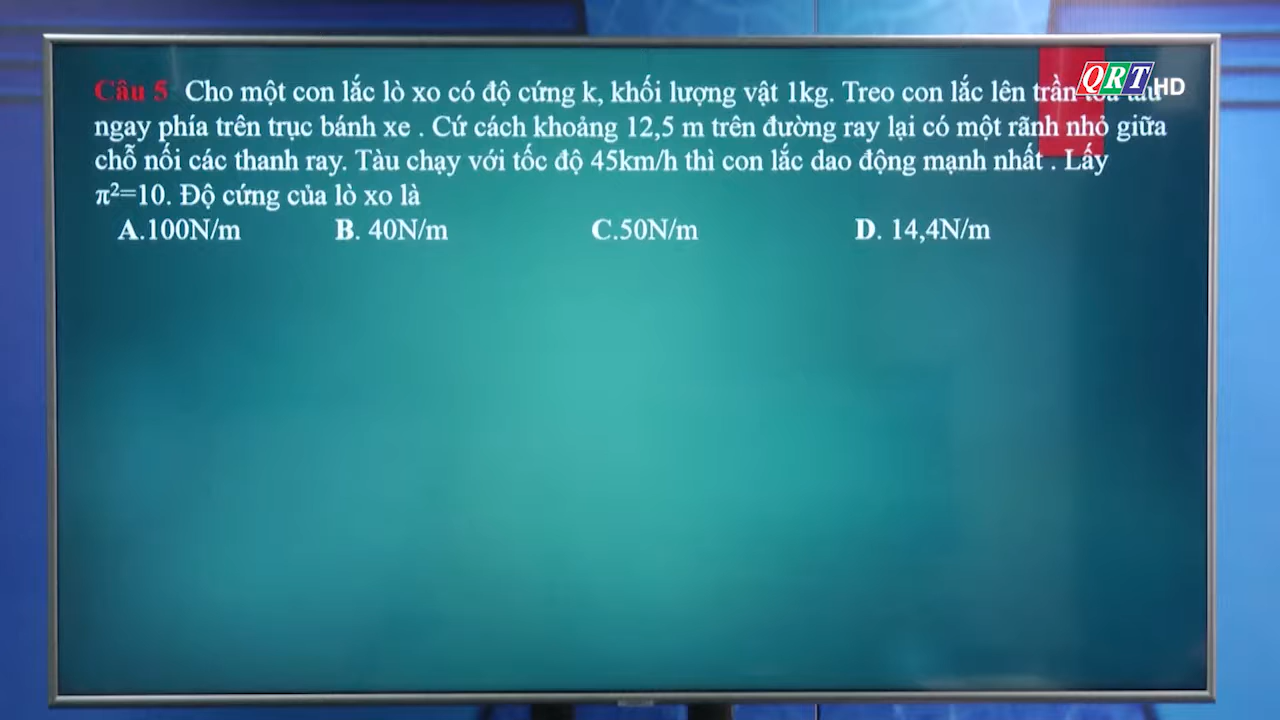 QRT HD
Câu 5 Cho một con lắc lò xo có độ cứng k, khối lượng vật 1kg. Treo con lắc lên trần
ngay phía trên trục bánh xe . Cứ cách khoảng 12,5 m trên đường ray lại có một rãnh nhỏ giữa
chỗ nối các thanh ray. Tàu chạy với tốc độ 45km/h thì con lắc dao động mạnh nhất . Lấy
π²=10. Độ cứng của lò xo là
A.100N/m B. 40N/m C.50N/m D. 14,4N/m